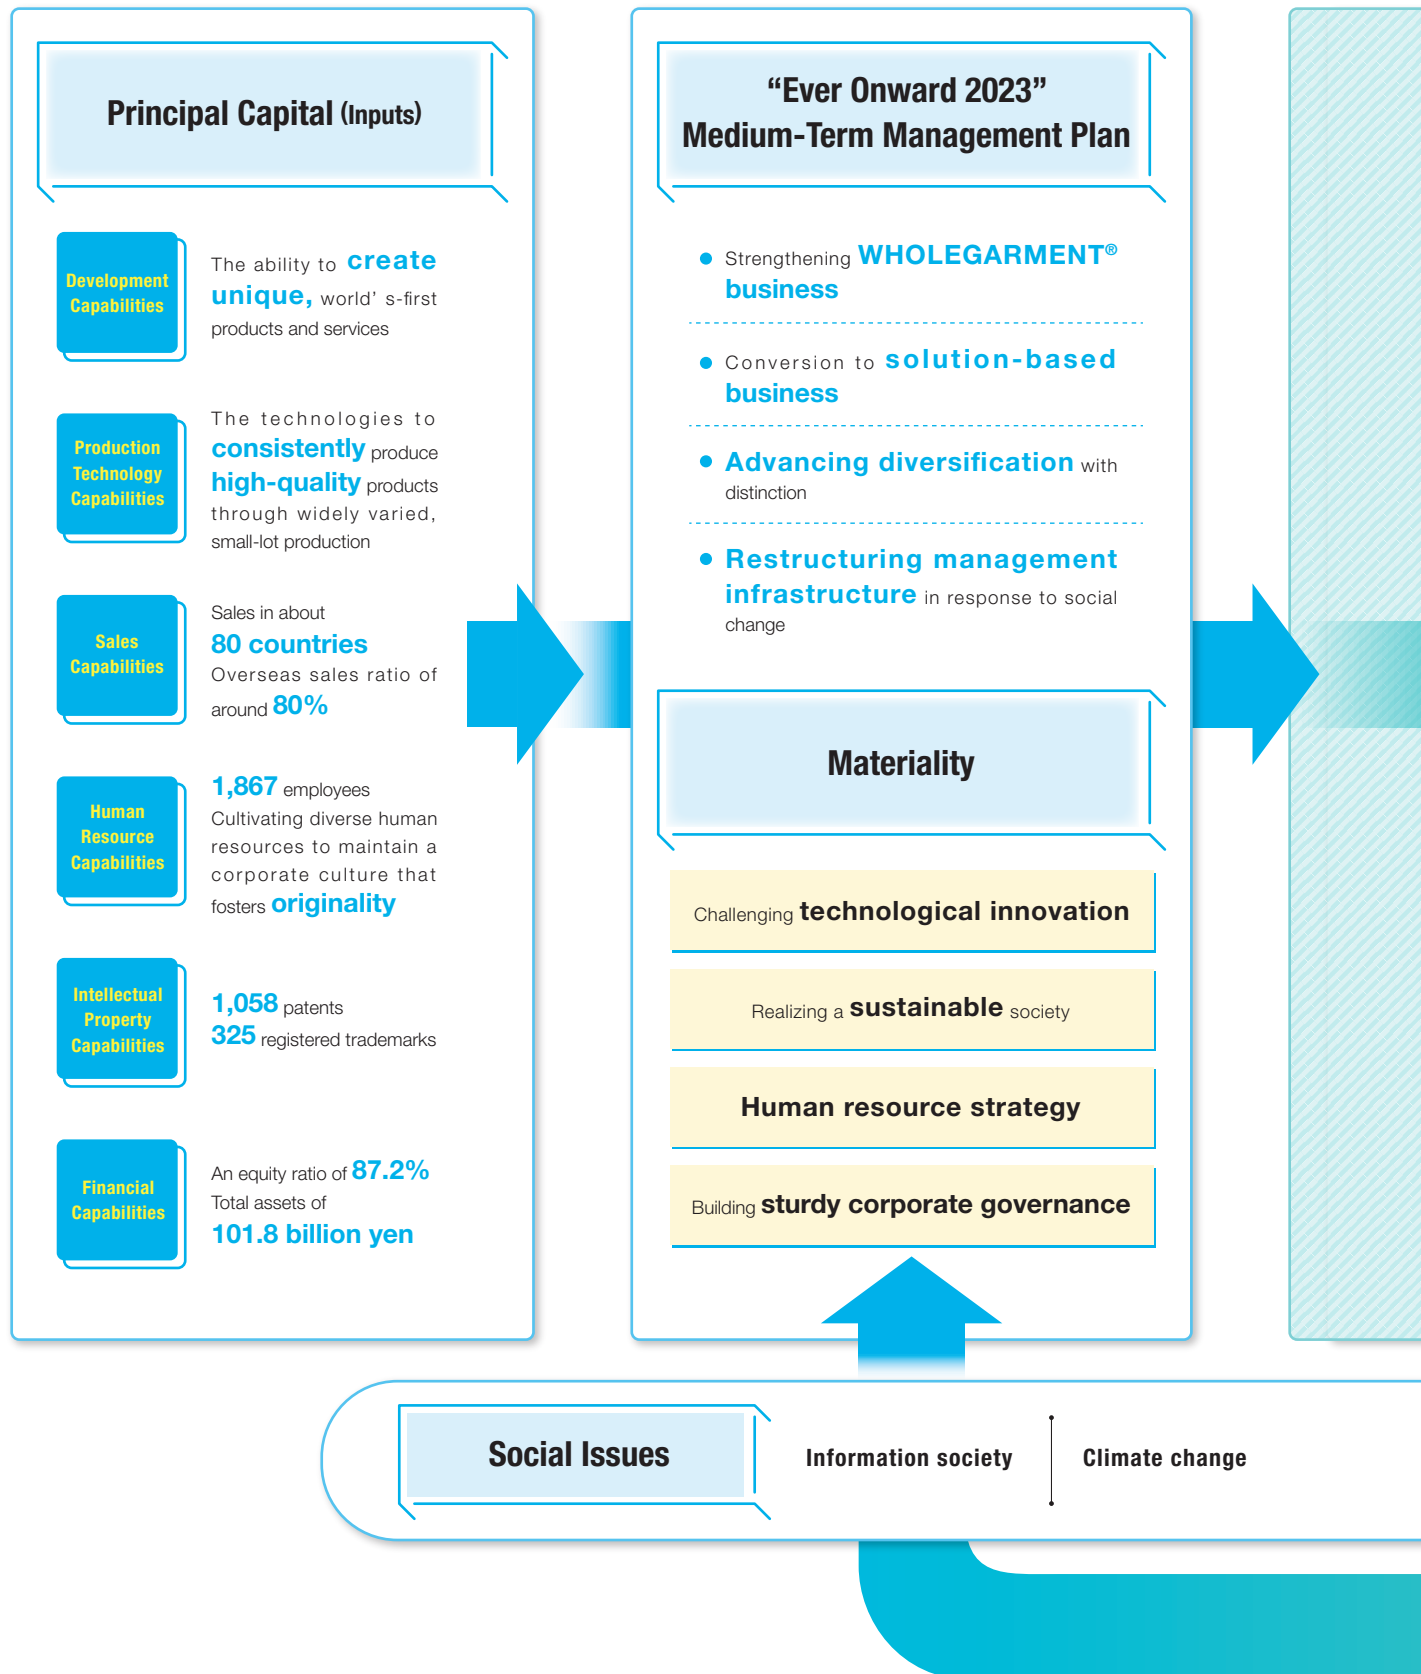 Principal Capital (Inputs)
Development
Capabilities
The ability to create
unique, world’ s-first
products and services
Production
Technology
Capabilities
The technologies to
consistently produce
high-quality products
through widely varied,
small-lot production
Sales
Capabilities
Sales in about
80 countries
Overseas sales ratio of
around 80%
Human
Resource
Capabilities
1,867 employees
Cultivating diverse human
resources to maintain a
corporate culture that
fosters originality
Intellectual
Property
Capabilities
1,058 patents
325 registered trademarks
Financial
Capabilities
An equity ratio of 87.2%
Total assets of
101.8 billion yen
“Ever Onward 2023”
Medium-Term Management Plan
● Strengthening WHOLEGARMENT®
business
● Conversion to solution-based
business
● Advancing diversification with
distinction
● Restructuring management
infrastructure in response to social
change
Materiality
Challenging technological innovation
Realizing a sustainable society
Human resource strategy
Building sturdy corporate governance
Social Issues
Information society
Climate change